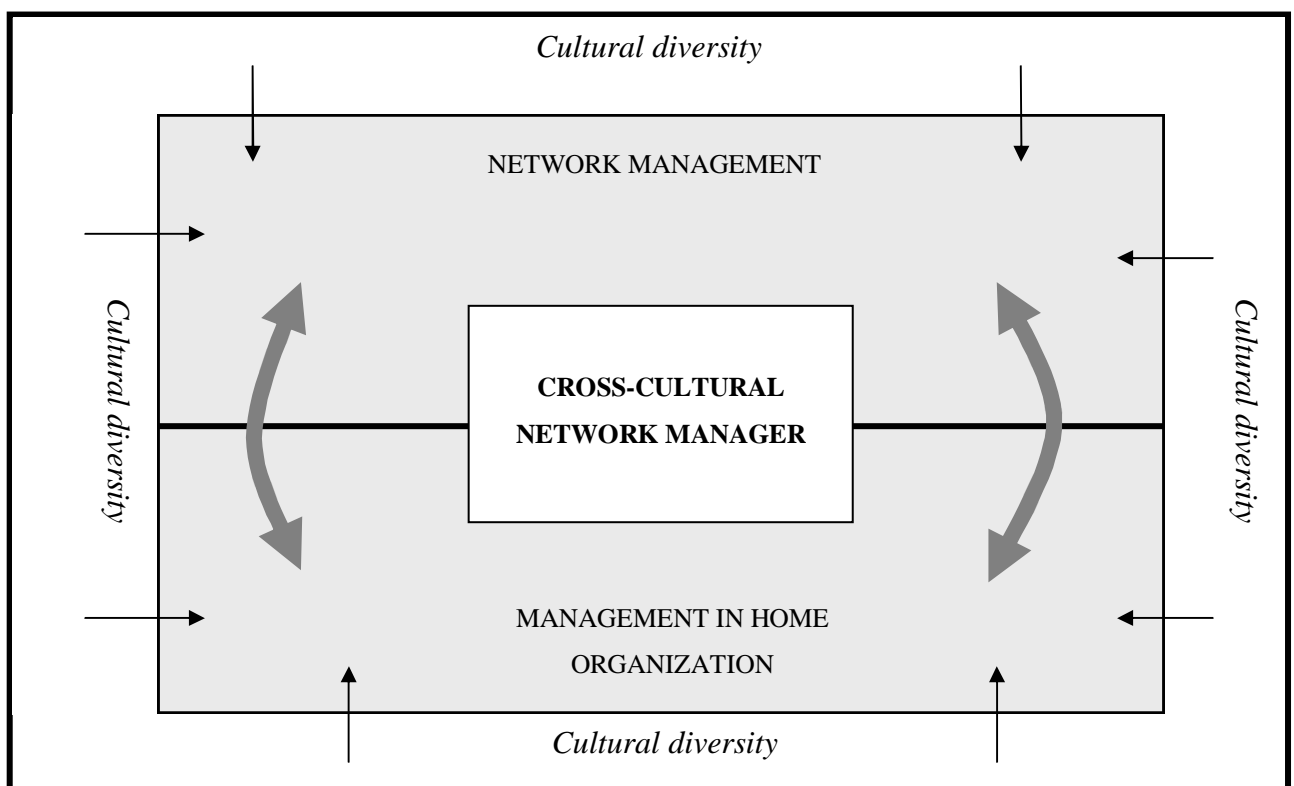 Cultural diversity
NETWORK MANAGEMENT
Cultural diversity
Cultural diversity
CROSS-CULTURAL
NETWORK MANAGER
MANAGEMENT IN HOME
ORGANIZATION
Cultural diversity